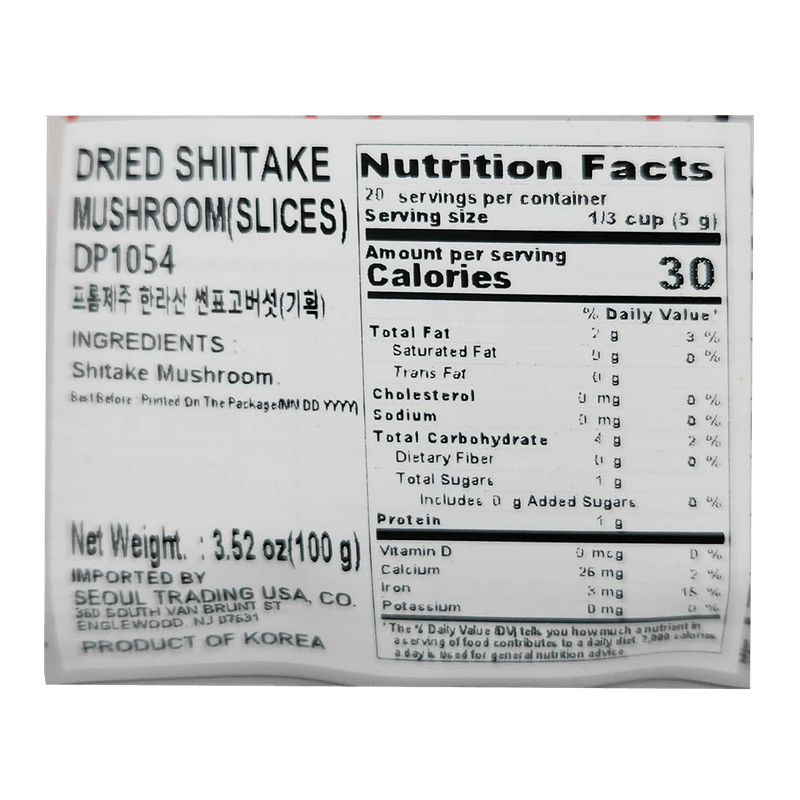 DRIED SHIITAKE
MUSHROOM(SLICES)
DP1054
프롬제주 한라산 썬표고버섯(기획)
INGREDIENTS :
Shitake Mushroom.
Best Before : Printed On The Package(MM DD YYYY)
Net Weight. : 3.52 oz(100 g)
IMPORTED BY
SEOUL TRADING USA, CO.
360 SOUTH VAN BRUNT ST
ENGLEWOOD, NJ 07631
PRODUCT OF KOREA
Nutrition Facts
20 servings per container
Serving size 1/3 cup (5 g)
Amount per serving
Calories 30
% Daily Value*
Total Fat g 3 %
Saturated Fat 0 g 0 %
Trans Fat 0 g
Cholesterol 0 mg 0 %
Sodium 0 mg 0 %
Total Carbohydrate 4 g 2 %
Dietary Fiber 0 g 0 %
Total Sugars 1 g
Includes 0 g Added Sugars 0 %
Protein 1 g
Vitamin D 0 mcg 0 %
Calcium 26 mg 2 %
Iron 3 mg 15 %
Potassium 0 mg 0 %
*The % Daily Value (DV) tells you how much a nutrient in
a serving of food contributes to a daily diet. 2,000 calories
a day is used for general nutrition advice.